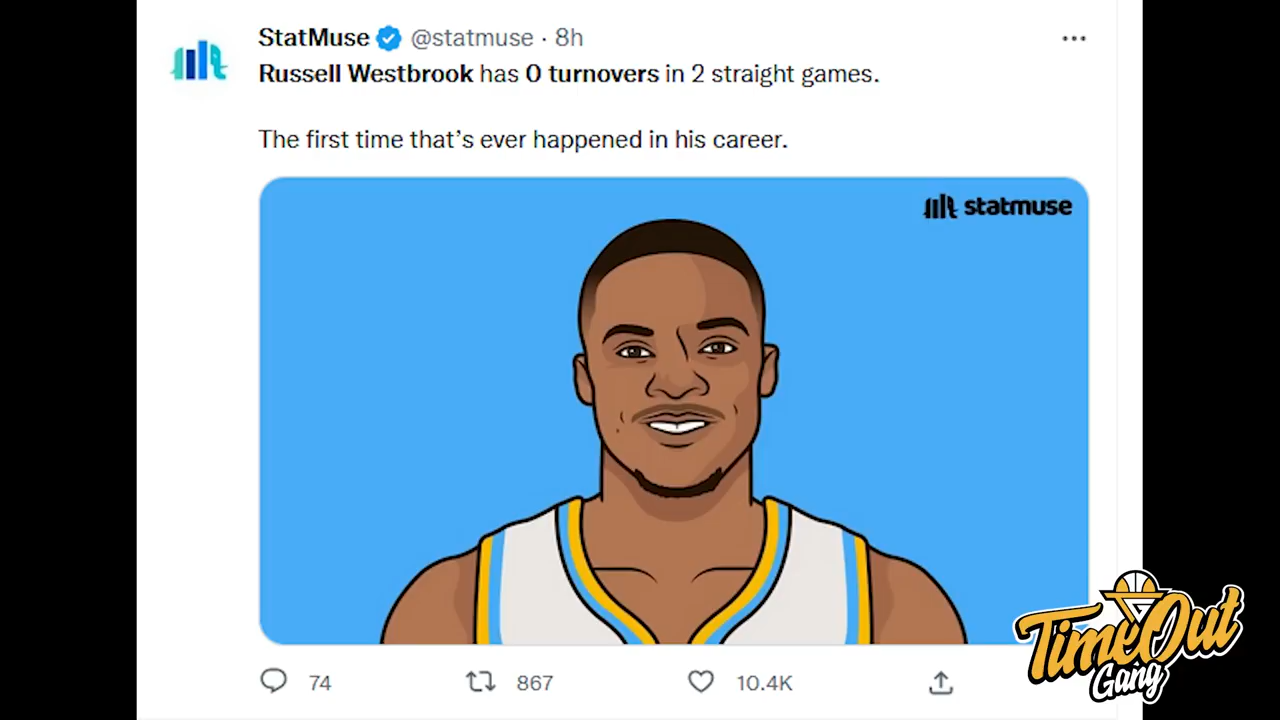 StatMuse @statmuse · 8h
Russell Westbrook has 0 turnovers in 2 straight games.
The first time that’s ever happened in his career.
statmuse
74 867 10.4K
TimeOut
Gang